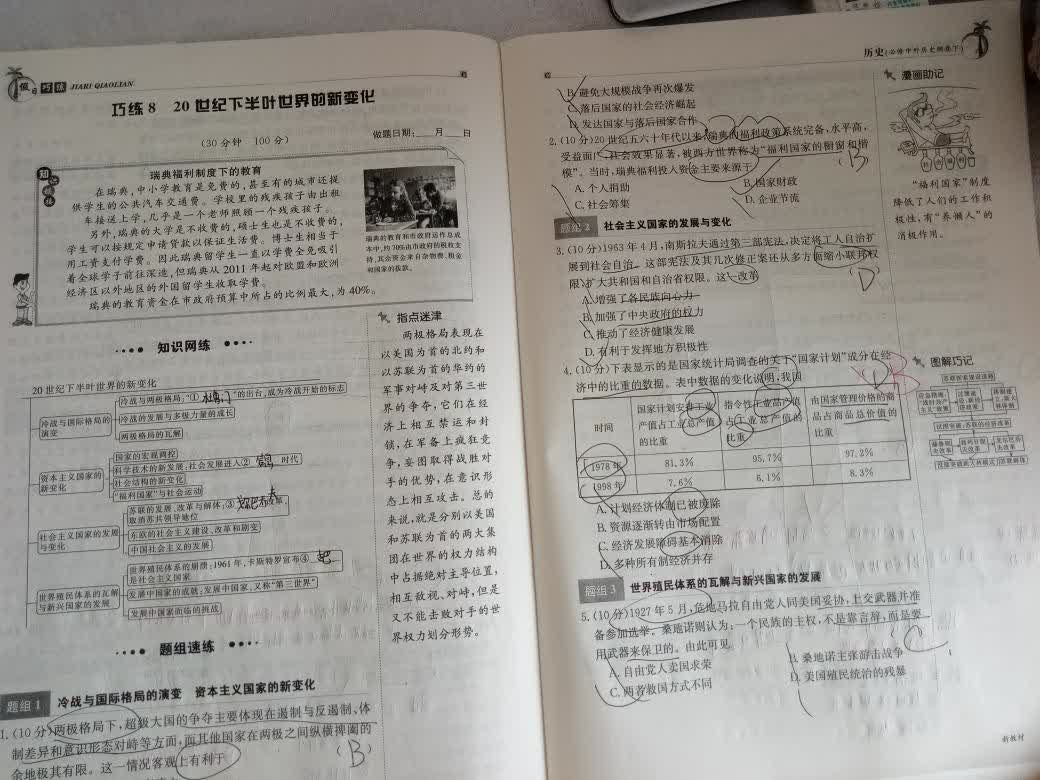 假日巧练 JIARI QIAOLIAN
巧练 8 20 世纪下半叶世界的新变化
(30 分钟 100 分)
做题日期:___月___日
瑞典福利制度下的教育
在瑞典,中小学教育是免费的,甚至有的城市还提
供学生的公共汽车交通费。学校里的残疾孩子由出租
车接送上学,几乎是一个老师照顾一个残疾孩子。
另外,瑞典的大学是不收费的,硕士生也是不收费的,
学生可以按规定申请贷款以保证生活费。博士生相当于
用工资支付学费。因此瑞典留学生一直以学费全免吸引
着全球学子前往深造,但瑞典从 2011 年起对欧盟和欧洲
经济区以外地区的外国留学生收取学费。
瑞典的教育资金在市政府预算中所占的比例最大,为 40%。
瑞典的教育和市政府运作总成
本中,约 70%由市政府的税收支
持,其余资金来自杂物费、租金
和国家的拨款。
知识网练
20 世纪下半叶世界的新变化
冷战与国际格局的
演变
冷战与两极格局:①的出台,成为冷战开始的标志
冷战的发展与多极力量的成长
两极格局的瓦解
资本主义国家的
新变化
国家的宏观调控
科学技术的新发展:社会发展进入②时代
社会结构的新变化
“福利国家”与社会运动
社会主义国家的发展
与变化
苏联的发展、改革与解体:③
取消苏共领导地位
东欧的社会主义建设、改革和剧变
中国社会主义的发展
世界殖民体系的瓦解
与新兴国家的发展
世界殖民体系的崩溃:1961 年,卡斯特罗宣布④
是社会主义国家
发展中国家的成就:发展中国家,又称“第三世界”
发展中国家面临的挑战
指点迷津
两极格局表现在
以美国为首的北约和
以苏联为首的华约的
军事对峙及对第三世
界的争夺,它们在经
济上相互禁运和封
锁,在军备上疯狂竞
争,妄图取得战胜对
手的优势,在意识形
态上相互攻击。总的
来说,就是分别以美国
和苏联为首的两大集
团在世界的权力结构
中占据绝对主导位置,
相互敌视、对峙,但是
又不能击败对手的世
界权力划分形势。
题组速练
题组 1 冷战与国际格局的演变 资本主义国家的新变化
1.(10 分)两极格局下,超级大国的争夺主要体现在遏制与反遏制、体
制差异和意识形态对峙等方面,而其他国家在两极之间纵横捭阖的
余地极其有限。这一情况客观上有利于 (B)
历史(必修中外历史纲要下)
B.避免大规模战争再次爆发
C.落后国家的社会经济崛起
D.发达国家与落后国家合作
2.(10 分)20 世纪五六十年代以来,瑞典的福利政策系统完备,水平高,
受益面广,社会效果显著,被西方世界称为“福利国家的橱窗和楷
模”。当时,瑞典福利投入资金主要来源于 (B)
A.个人捐助 B.国家财政
C.社会筹集 D.企业节流
题组 2 社会主义国家的发展与变化
3.(10 分)1963 年 4 月,南斯拉夫通过第三部宪法,决定将工人自治扩
展到社会自治。这部宪法及其几次修正案还从多方面缩小联邦权
限,扩大共和国和自治省权限。这一改革 (D)
A.增强了各民族向心力
B.加强了中央政府的权力
C.推动了经济健康发展
D.有利于发挥地方积极性
4.(10 分)下表显示的是国家统计局调查的关于“国家计划”成分在经
济中的比重的数据。表中数据的变化说明,我国 B
时间 国家计划安排工业产值占工业总产值的比重 指令性工业品产值占工业总产值的比重 由国家管理价格的商品占商品总价值的比重
1978 年 81.3% 95.7% 97.2%
1998 年 7.6% 6.1% 8.3%
A.计划经济体制已被废除
B.资源逐渐转由市场配置
C.经济发展障碍基本消除
D.多种所有制经济并存
题组 3 世界殖民体系的瓦解与新兴国家的发展
5.(10 分)1927 年 5 月,危地马拉自由党人同美国妥协,上交武器并准
备参加选举。桑地诺则认为:一个民族的主权,不是靠言辞,而是要
用武器来保卫的。由此可见 (C)
A.自由党人卖国求荣 B.桑地诺主张游击战争
C.两者救国方式不同 D.美国殖民统治的残暴
漫画助记
“福利国家”制度
降低了人们的工作积
极性,有“养懒人”的
消极作用。
图解巧记
新教材